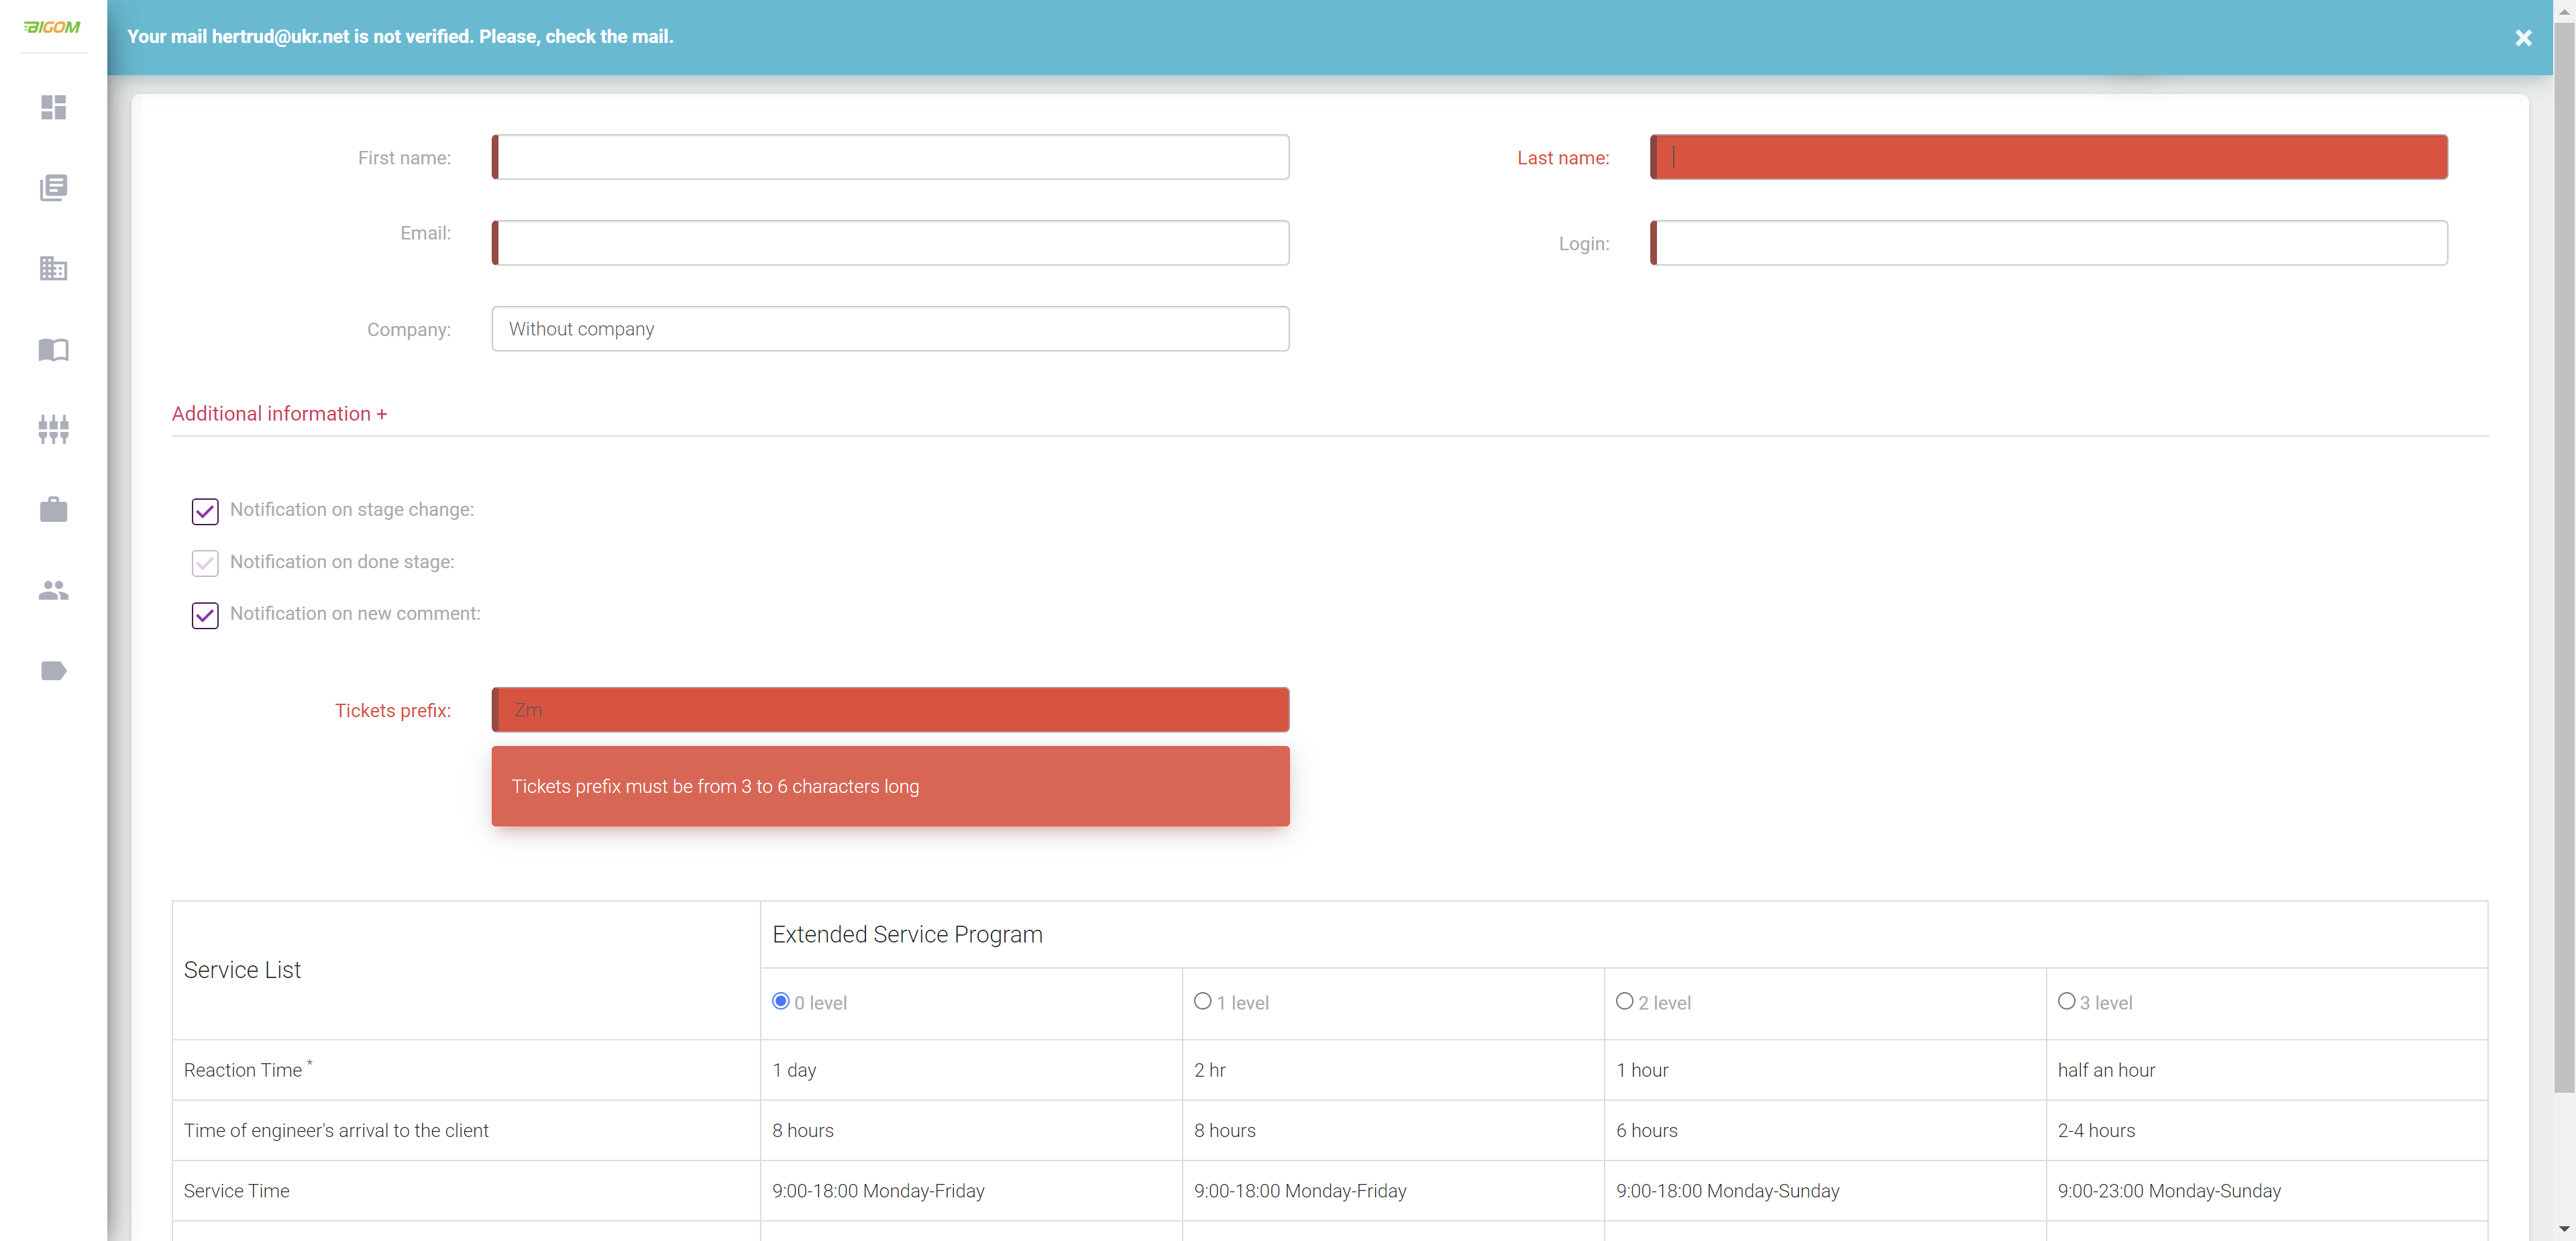 BIGOM
Your mail hertrud@ukr.net is not verified. Please, check the mail.
First name:
Last name:
Email:
Login:
Company:
Without company
Additional information +
Notification on stage change:
Notification on done stage:
Notification on new comment:
Tickets prefix:
Zm
Tickets prefix must be from 3 to 6 characters long
Service List
Extended Service Program
0 level
1 level
2 level
3 level
Reaction Time *
1 day
2 hr
1 hour
half an hour
Time of engineer's arrival to the client
8 hours
8 hours
6 hours
2-4 hours
Service Time
9:00-18:00 Monday-Friday
9:00-18:00 Monday-Friday
9:00-18:00 Monday-Sunday
9:00-23:00 Monday-Sunday